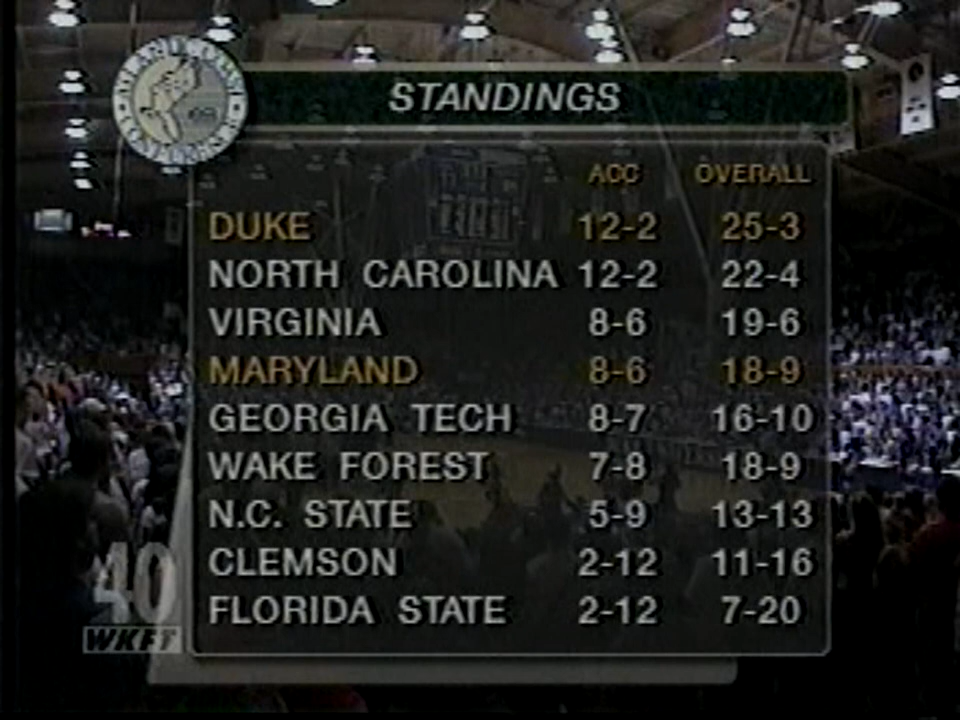 STANDINGS
ACC OVERALL
DUKE 12-2 25-3
NORTH CAROLINA 12-2 22-4
VIRGINIA 8-6 19-6
MARYLAND 8-6 18-9
GEORGIA TECH 8-7 16-10
WAKE FOREST 7-8 18-9
N.C. STATE 5-9 13-13
CLEMSON 2-12 11-16
FLORIDA STATE 2-12 7-20
40
WKFT